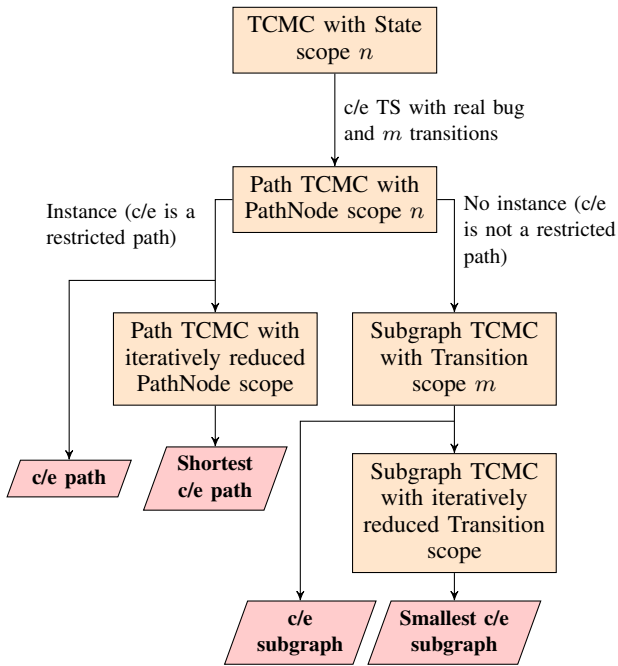 TCMC with State
scope n
c/e TS with real bug
and m transitions
Path TCMC with
PathNode scope n
Instance (c/e is a
restricted path)
No instance (c/e
is not a restricted
path)
Path TCMC with
iteratively reduced
PathNode scope
Subgraph TCMC
with Transition
scope m
c/e path
Shortest
c/e path
Subgraph TCMC
with iteratively
reduced Transition
scope
c/e
subgraph
Smallest c/e
subgraph